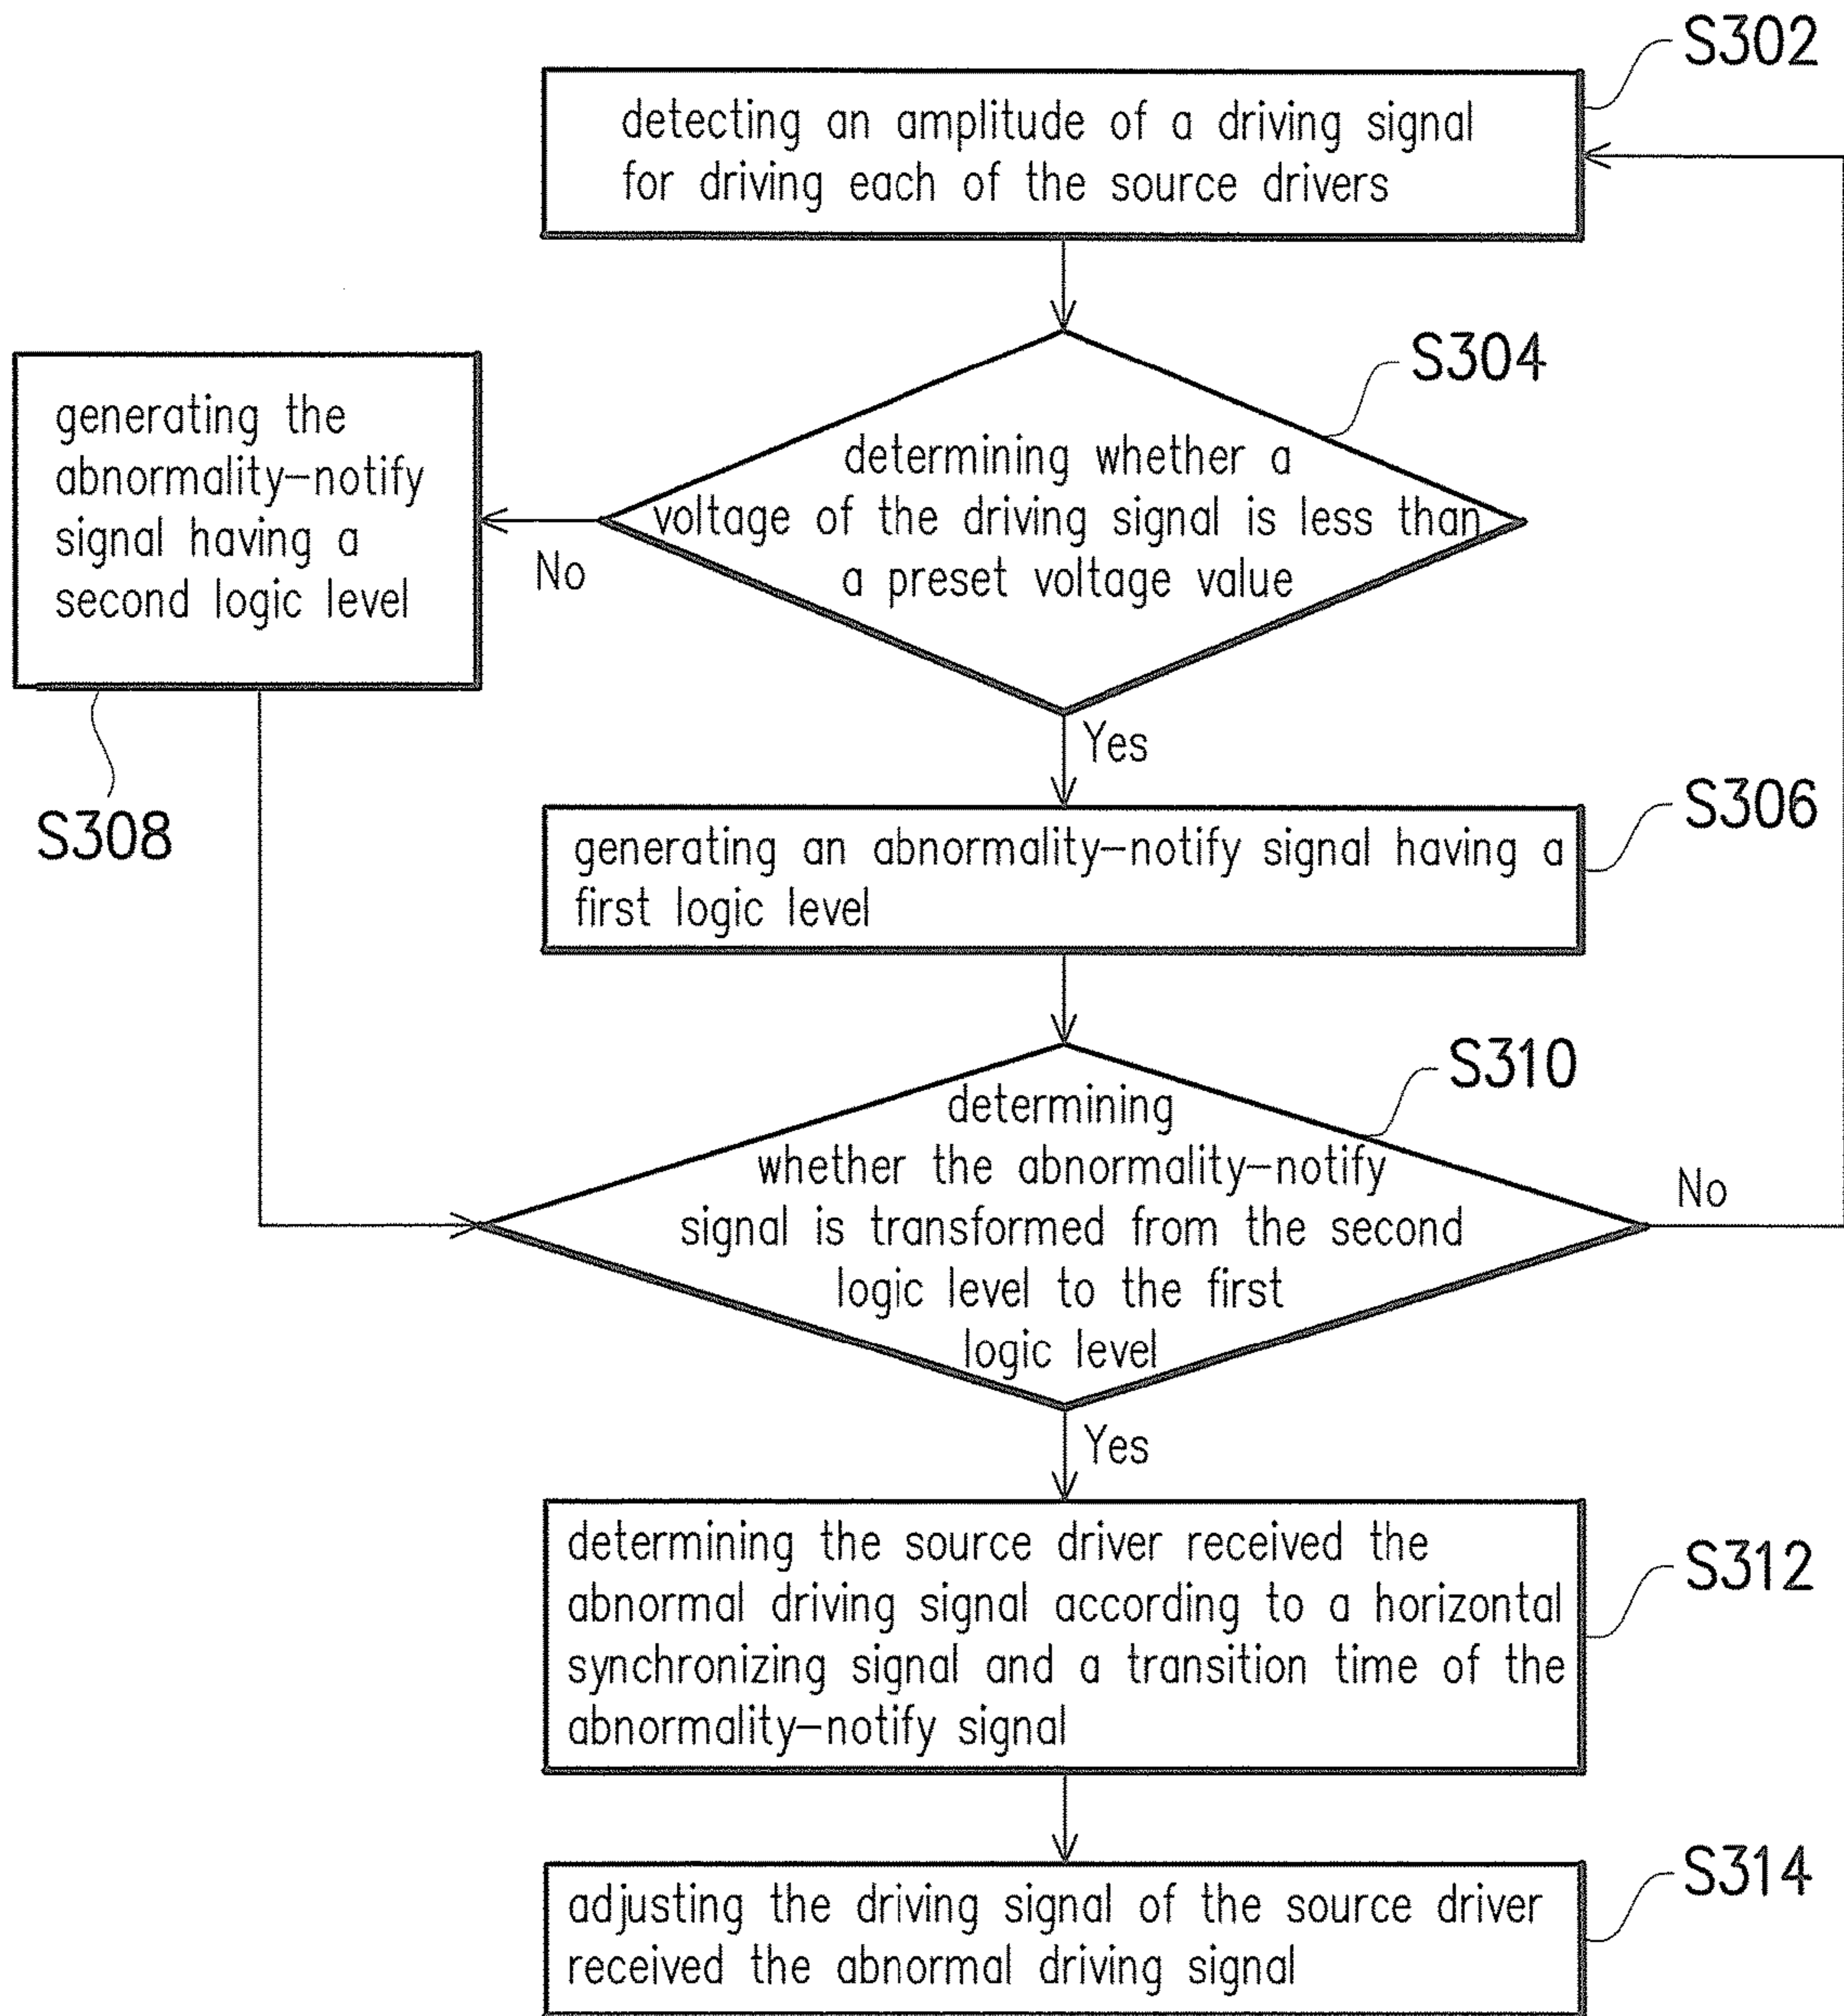 S302
detecting an amplitude of a driving signal
for driving each of the source drivers
S304
determining whether a
voltage of the driving signal is less than
a preset voltage value
No
generating the
abnormality-notify
signal having a
second logic level
S308
Yes
S306
generating an abnormality-notify signal having a
first logic level
S310
determining
whether the abnormality-notify
signal is transformed from the second
logic level to the first
logic level
No
Yes
S312
determining the source driver received the
abnormal driving signal according to a horizontal
synchronizing signal and a transition time of the
abnormality-notify signal
S314
adjusting the driving signal of the source driver
received the abnormal driving signal